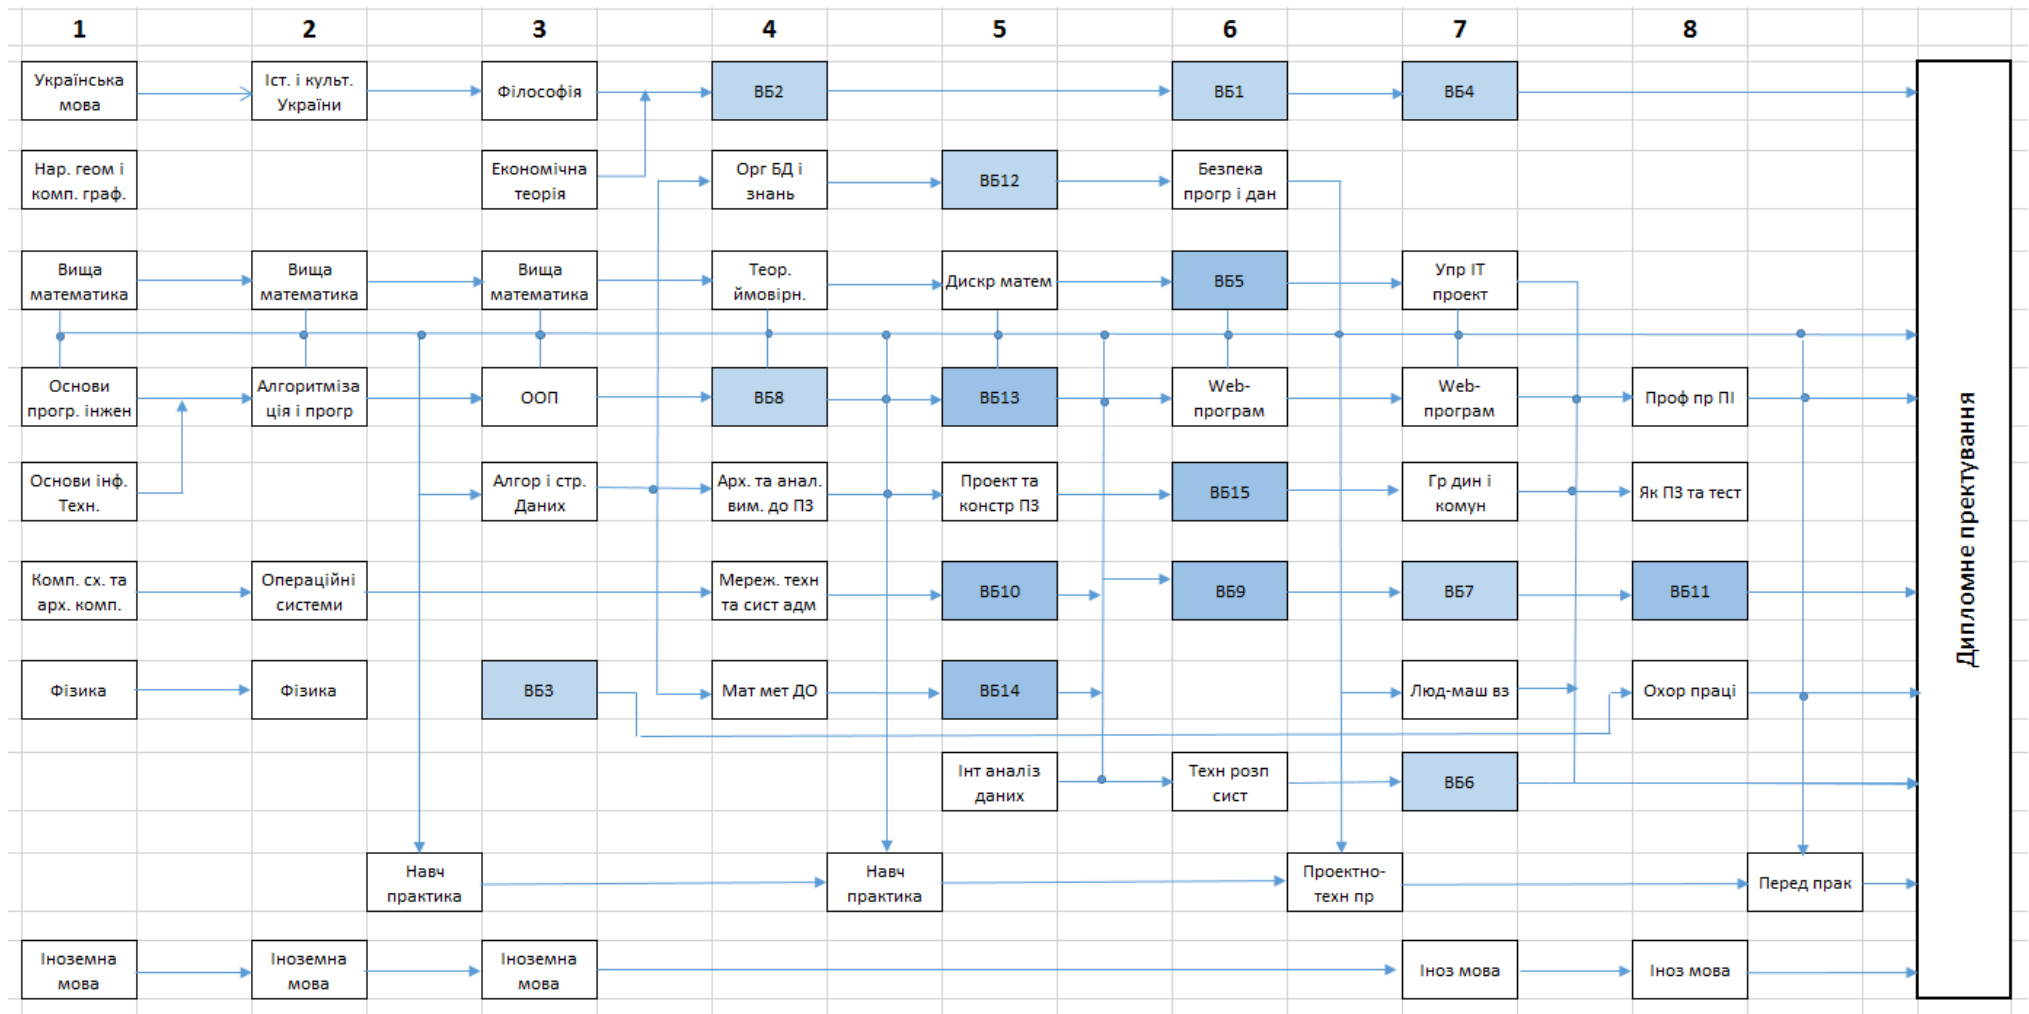 1 2 3 4 5 6 7 8
Українська
мова
Іст. і культ.
України
Філософія
ВБ2
ВБ1
ВБ4
Нар. геом і
комп. граф.
Економічна
теорія
Орг БД і
знань
ВБ12
Безпека
прогр і дан
Вища
математика
Вища
математика
Вища
математика
Теор.
ймовірн.
Дискр матем
ВБ5
Упр ІТ
проект
Основи
прогр. інжен
Алгоритміза
ція і прогр
ООП
ВБ8
ВБ13
Web-
програм
Web-
програм
Проф пр ПІ
Основи інф.
Техн.
Алгор і стр.
Даних
Арх. та анал.
вим. до ПЗ
Проект та
констр ПЗ
ВБ15
Гр дин і
комун
Як ПЗ та тест
Комп. сх. та
арх. комп.
Операційні
системи
Мереж. техн
та сист адм
ВБ10
ВБ9
ВБ7
ВБ11
Фізика
Фізика
ВБ3
Мат мет ДО
ВБ14
Люд-маш вз
Охор праці
Інт аналіз
даних
Техн розп
сист
ВБ6
Навч
практика
Навч
практика
Проектно-
техн пр
Перед прак
Іноземна
мова
Іноземна
мова
Іноземна
мова
Іноз мова
Іноз мова
Дипломне пректування